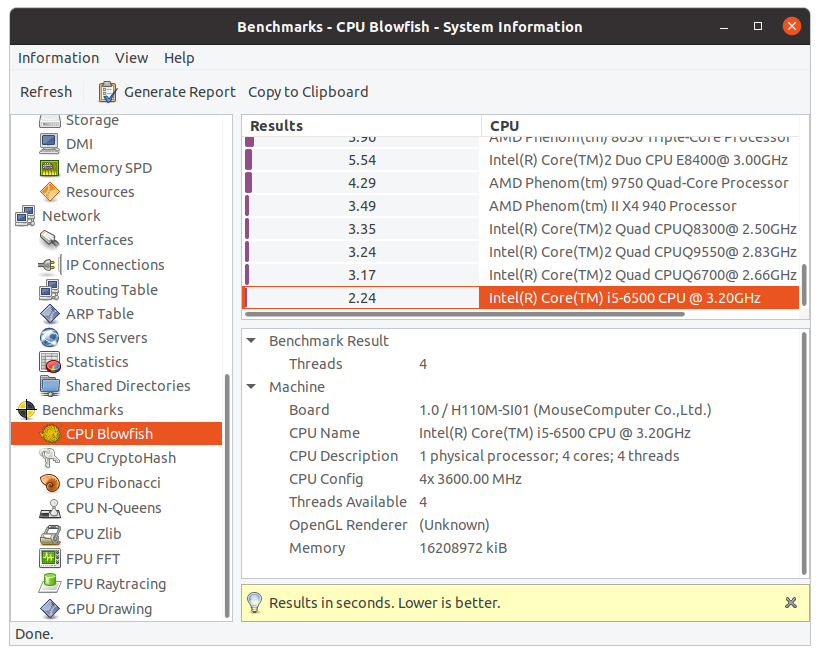 Benchmarks - CPU Blowfish - System Information
Information View Help
Refresh Generate Report Copy to Clipboard
Storage
DMI
Memory SPD
Resources
Network
Interfaces
IP Connections
Routing Table
ARP Table
DNS Servers
Statistics
Shared Directories
Benchmarks
CPU Blowfish
CPU CryptoHash
CPU Fibonacci
CPU N-Queens
CPU Zlib
FPU FFT
FPU Raytracing
GPU Drawing
Results CPU
5.90 AMD Phenom(tm) 8650 Triple-Core Processor
5.54 Intel(R) Core(TM)2 Duo CPU E8400@ 3.00GHz
4.29 AMD Phenom(tm) 9750 Quad-Core Processor
3.49 AMD Phenom(tm) II X4 940 Processor
3.35 Intel(R) Core(TM)2 Quad CPUQ8300@ 2.50GHz
3.24 Intel(R) Core(TM)2 Quad CPUQ9550@ 2.83GHz
3.17 Intel(R) Core(TM)2 Quad CPUQ6700@ 2.66GHz
2.24 Intel(R) Core(TM) i5-6500 CPU @ 3.20GHz
Benchmark Result
Threads 4
Machine
Board 1.0 / H110M-SI01 (MouseComputer Co.,Ltd.)
CPU Name Intel(R) Core(TM) i5-6500 CPU @ 3.20GHz
CPU Description 1 physical processor; 4 cores; 4 threads
CPU Config 4x 3600.00 MHz
Threads Available 4
OpenGL Renderer (Unknown)
Memory 16208972 kiB
Results in seconds. Lower is better.
Done.